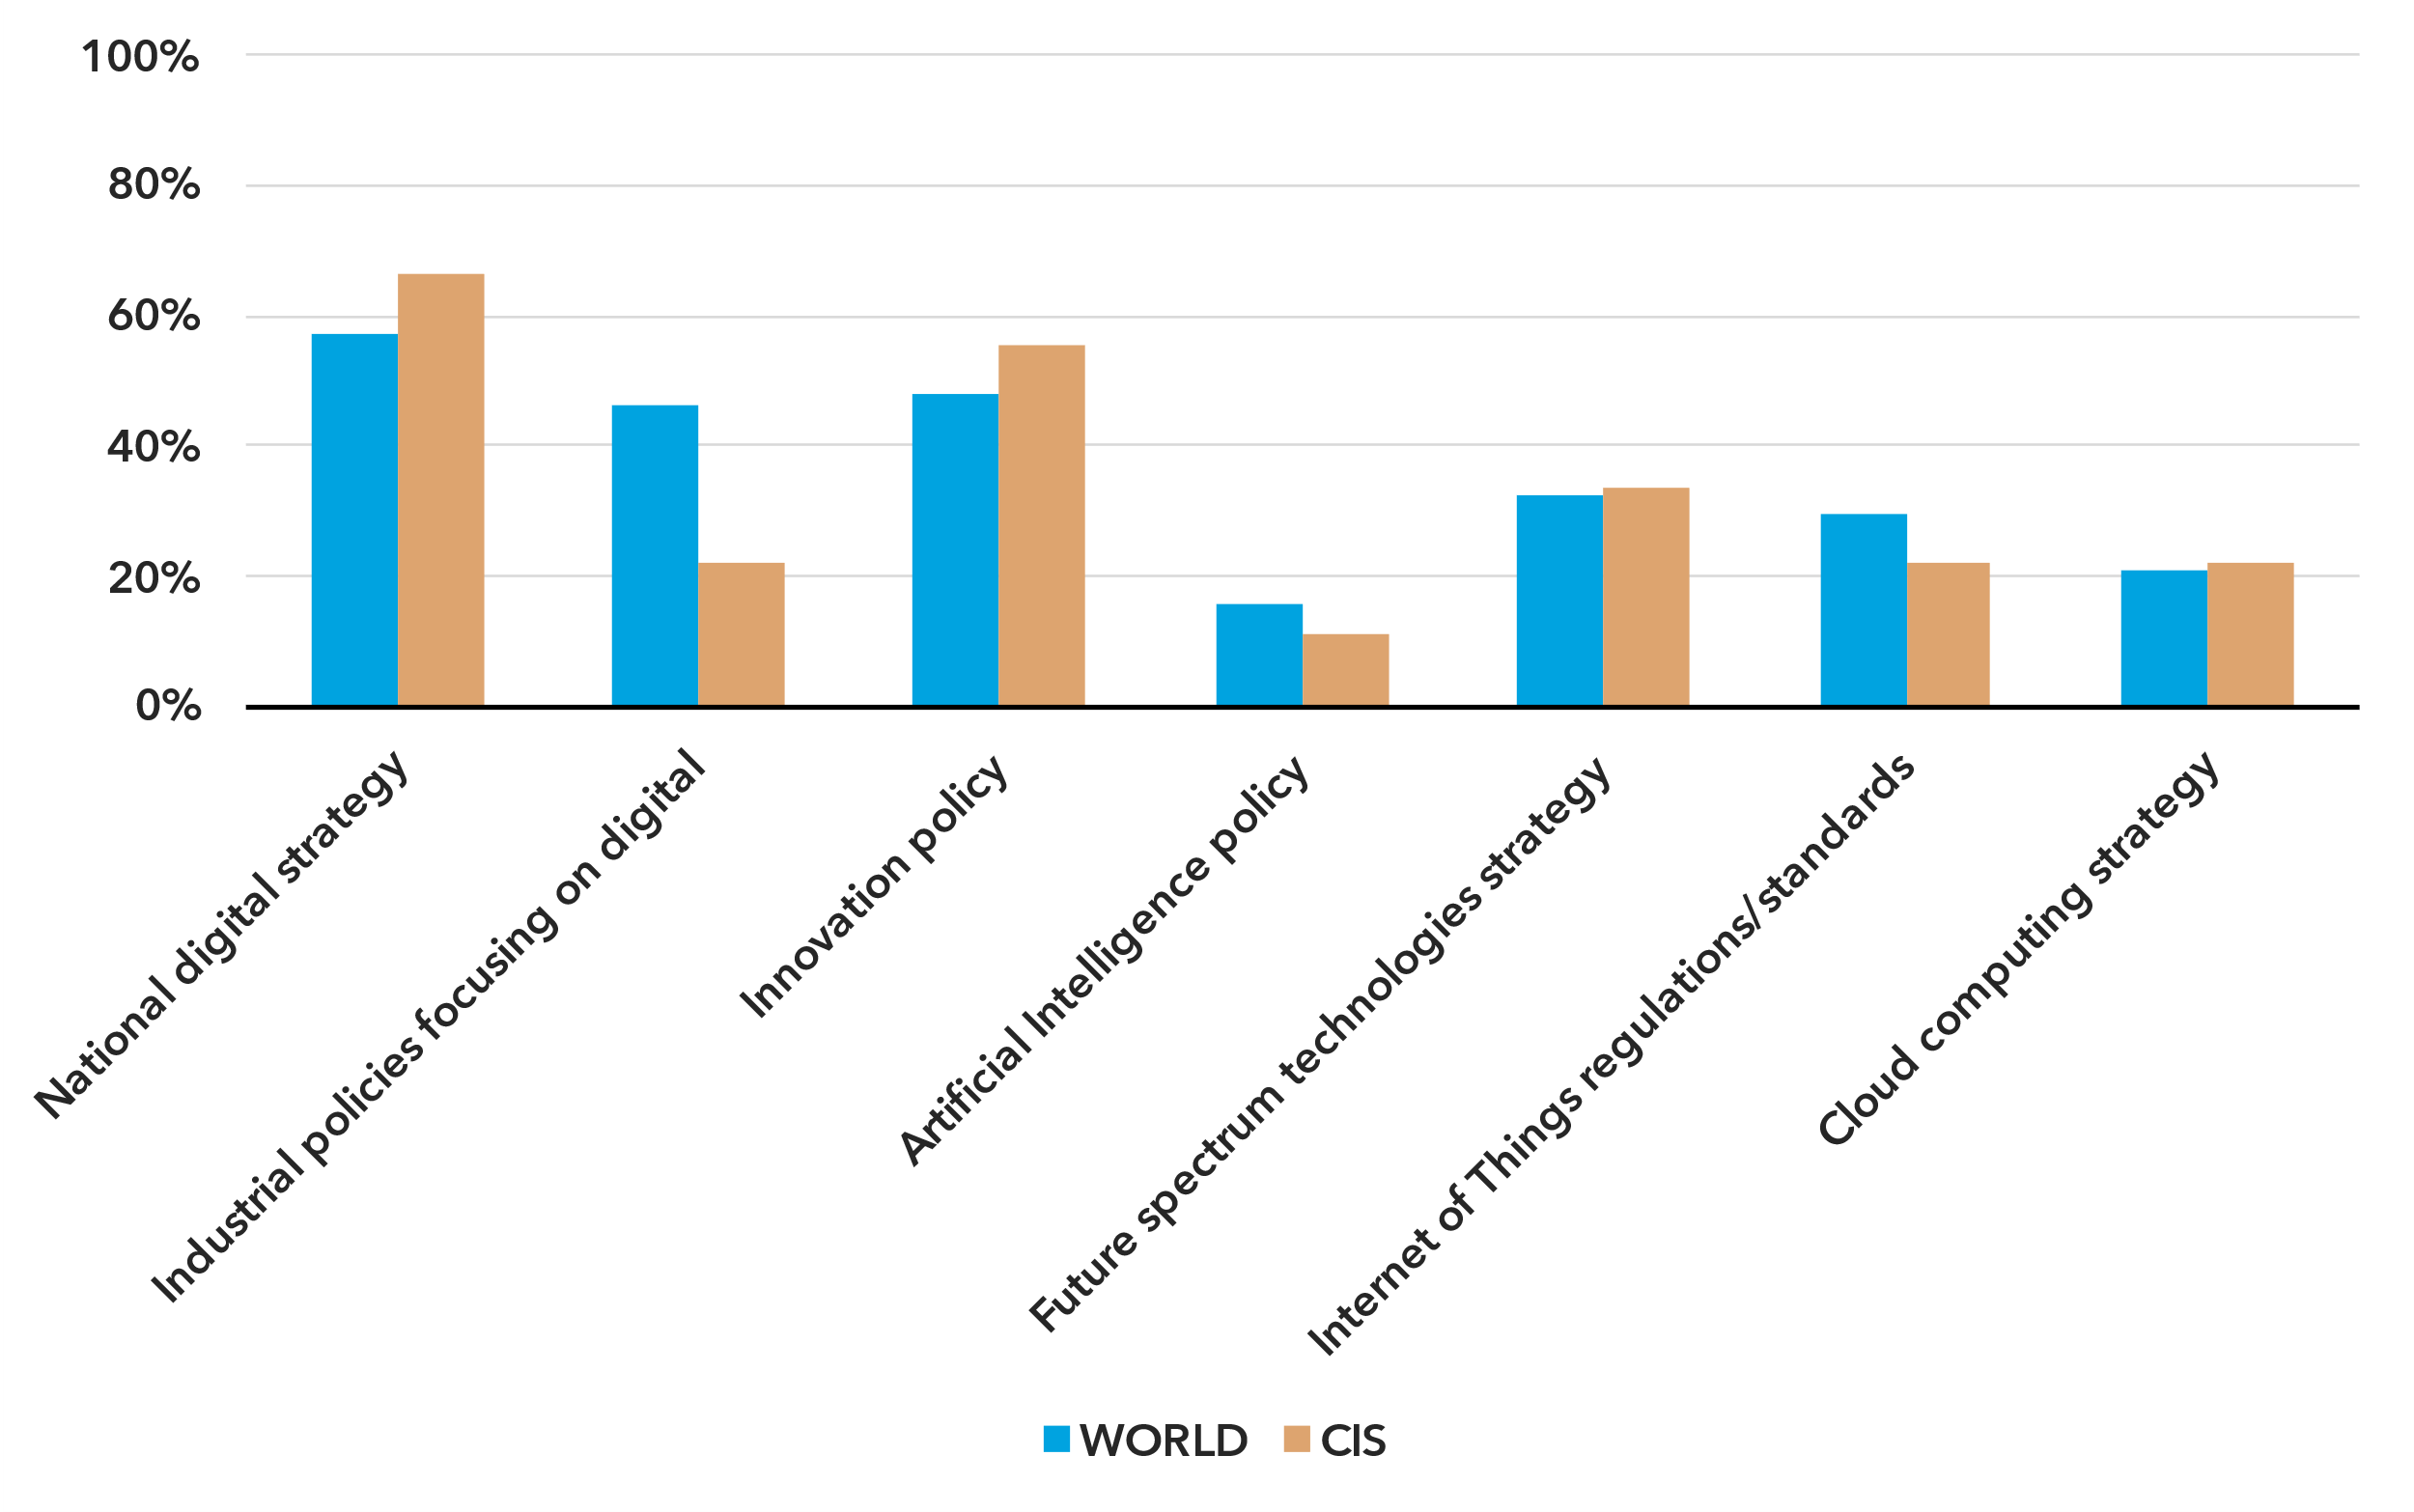 100%
80%
60%
40%
20%
0%
National digital strategy
Industrial policies focusing on digital
Innovation policy
Artificial Intelligence policy
Future spectrum technologies strategy
Internet of Things regulations/standards
Cloud computing strategy
WORLD CIS